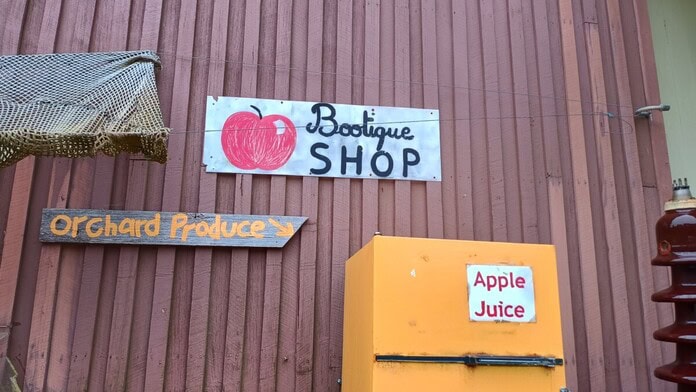 Bootique
SHOP
Orchard Produce
Apple
Juice